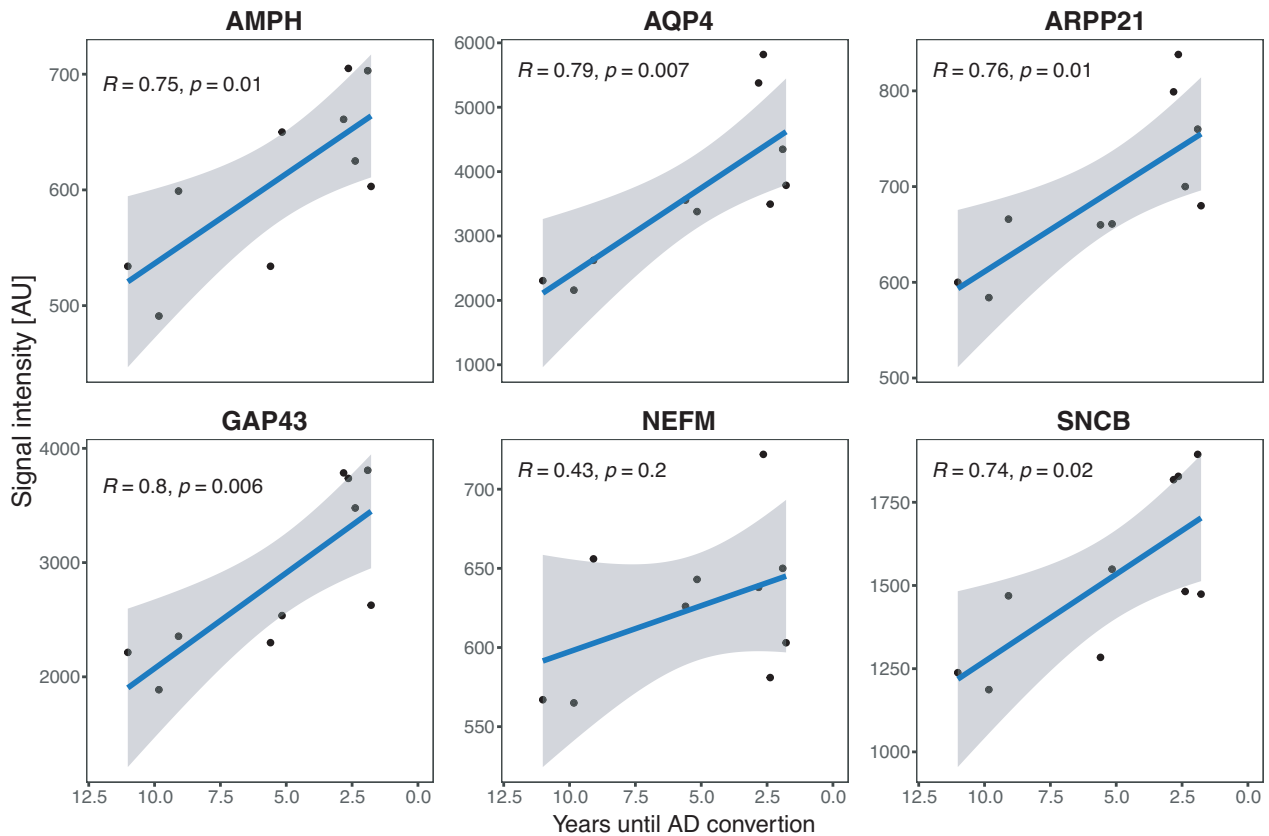 AMPH AQP4 ARPP21
R = 0.75, p = 0.01
700
600
500
R = 0.79, p = 0.007
6000
5000
4000
3000
2000
1000
R = 0.76, p = 0.01
800
700
600
500
Signal intensity [AU]
GAP43 NEFM SNCB
R = 0.8, p = 0.006
4000
3000
2000
12.5 10.0 7.5 5.0 2.5 0.0
R = 0.43, p = 0.2
700
650
600
550
12.5 10.0 7.5 5.0 2.5 0.0
R = 0.74, p = 0.02
1750
1500
1250
1000
12.5 10.0 7.5 5.0 2.5 0.0
Years until AD convertion